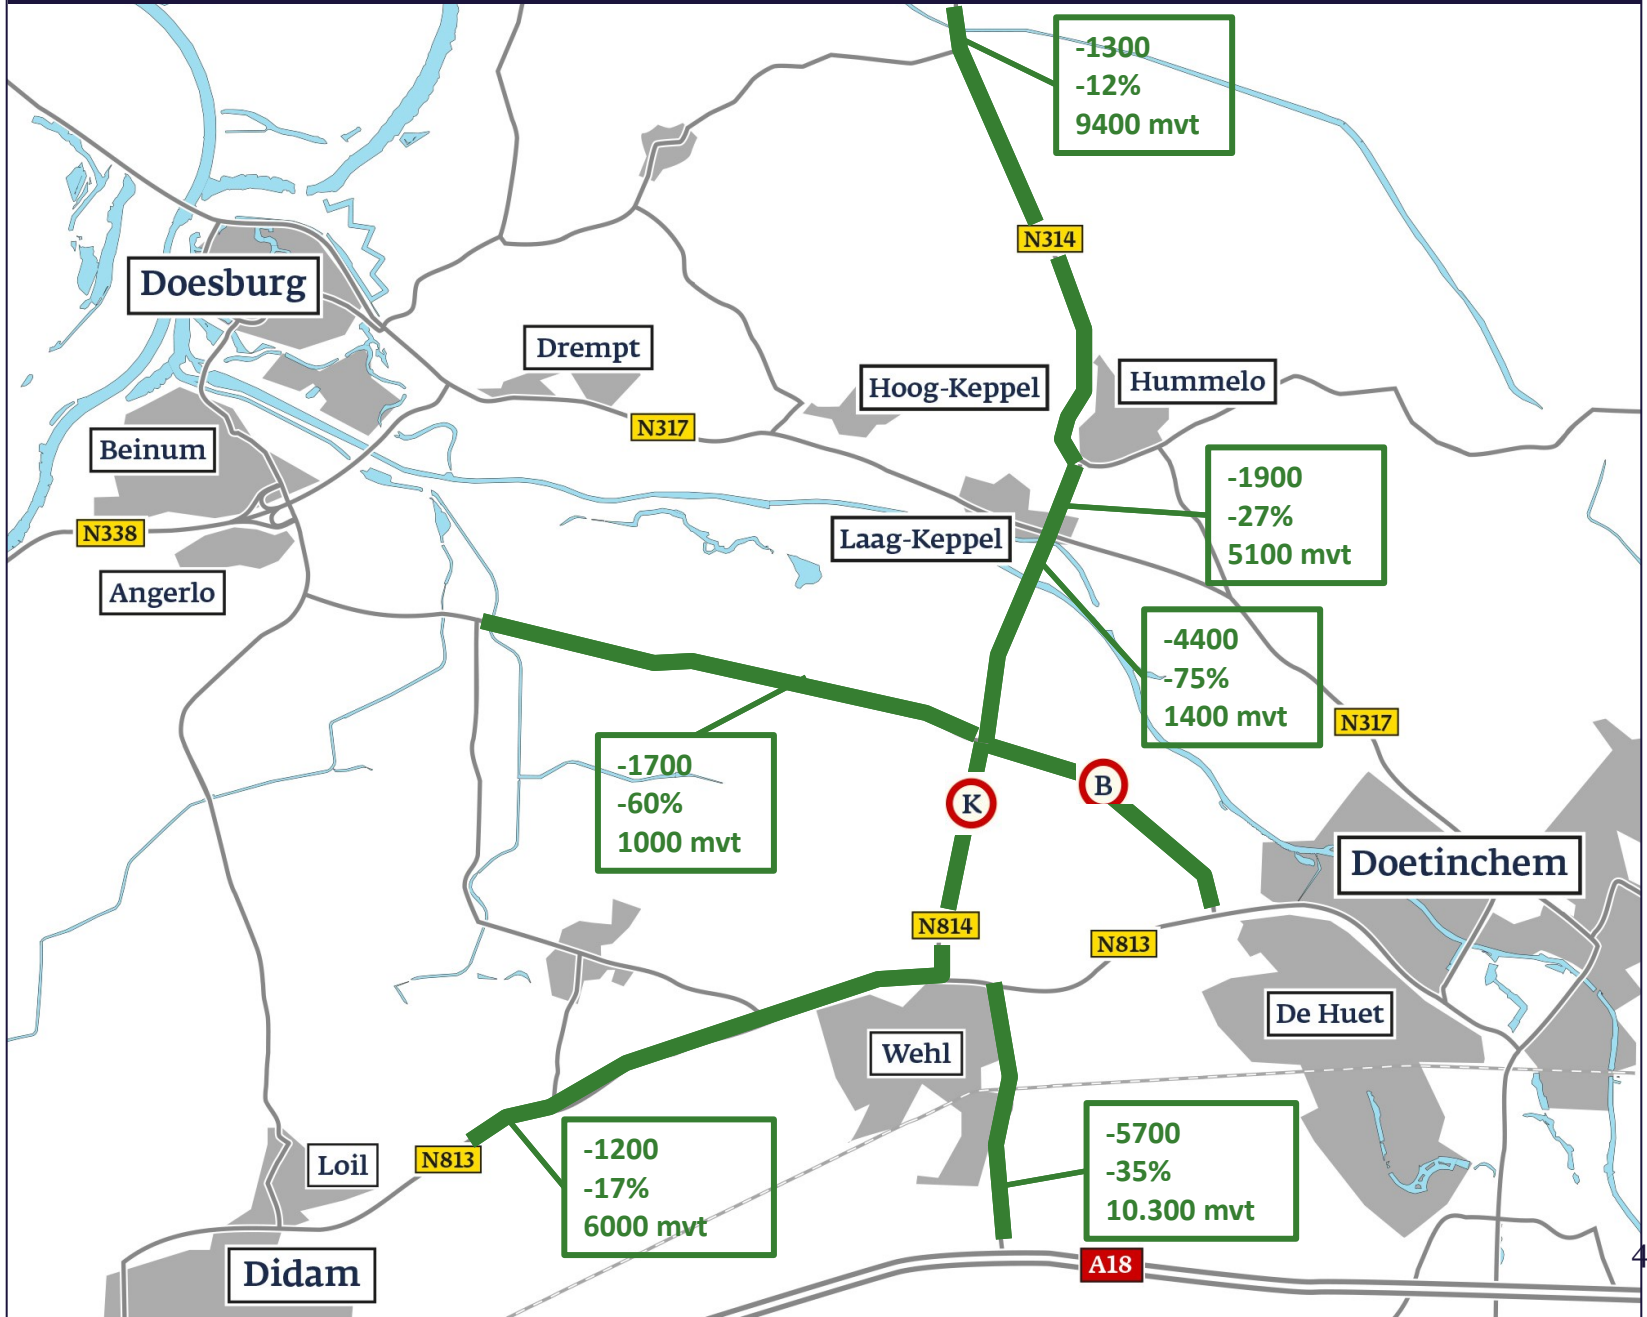 -1300
-12%
9400 mvt
N314
Doesburg
Drempt
Hoog-Keppel
Hummelo
N317
Beinum
-1900
-27%
5100 mvt
N338
Laag-Keppel
Angerlo
-4400
-75%
1400 mvt
N317
-1700
-60%
1000 mvt
B
K
Doetinchem
N814
N813
De Huet
Wehl
-1200
-17%
6000 mvt
-5700
-35%
10.300 mvt
Loil
N813
Didam
A18
4